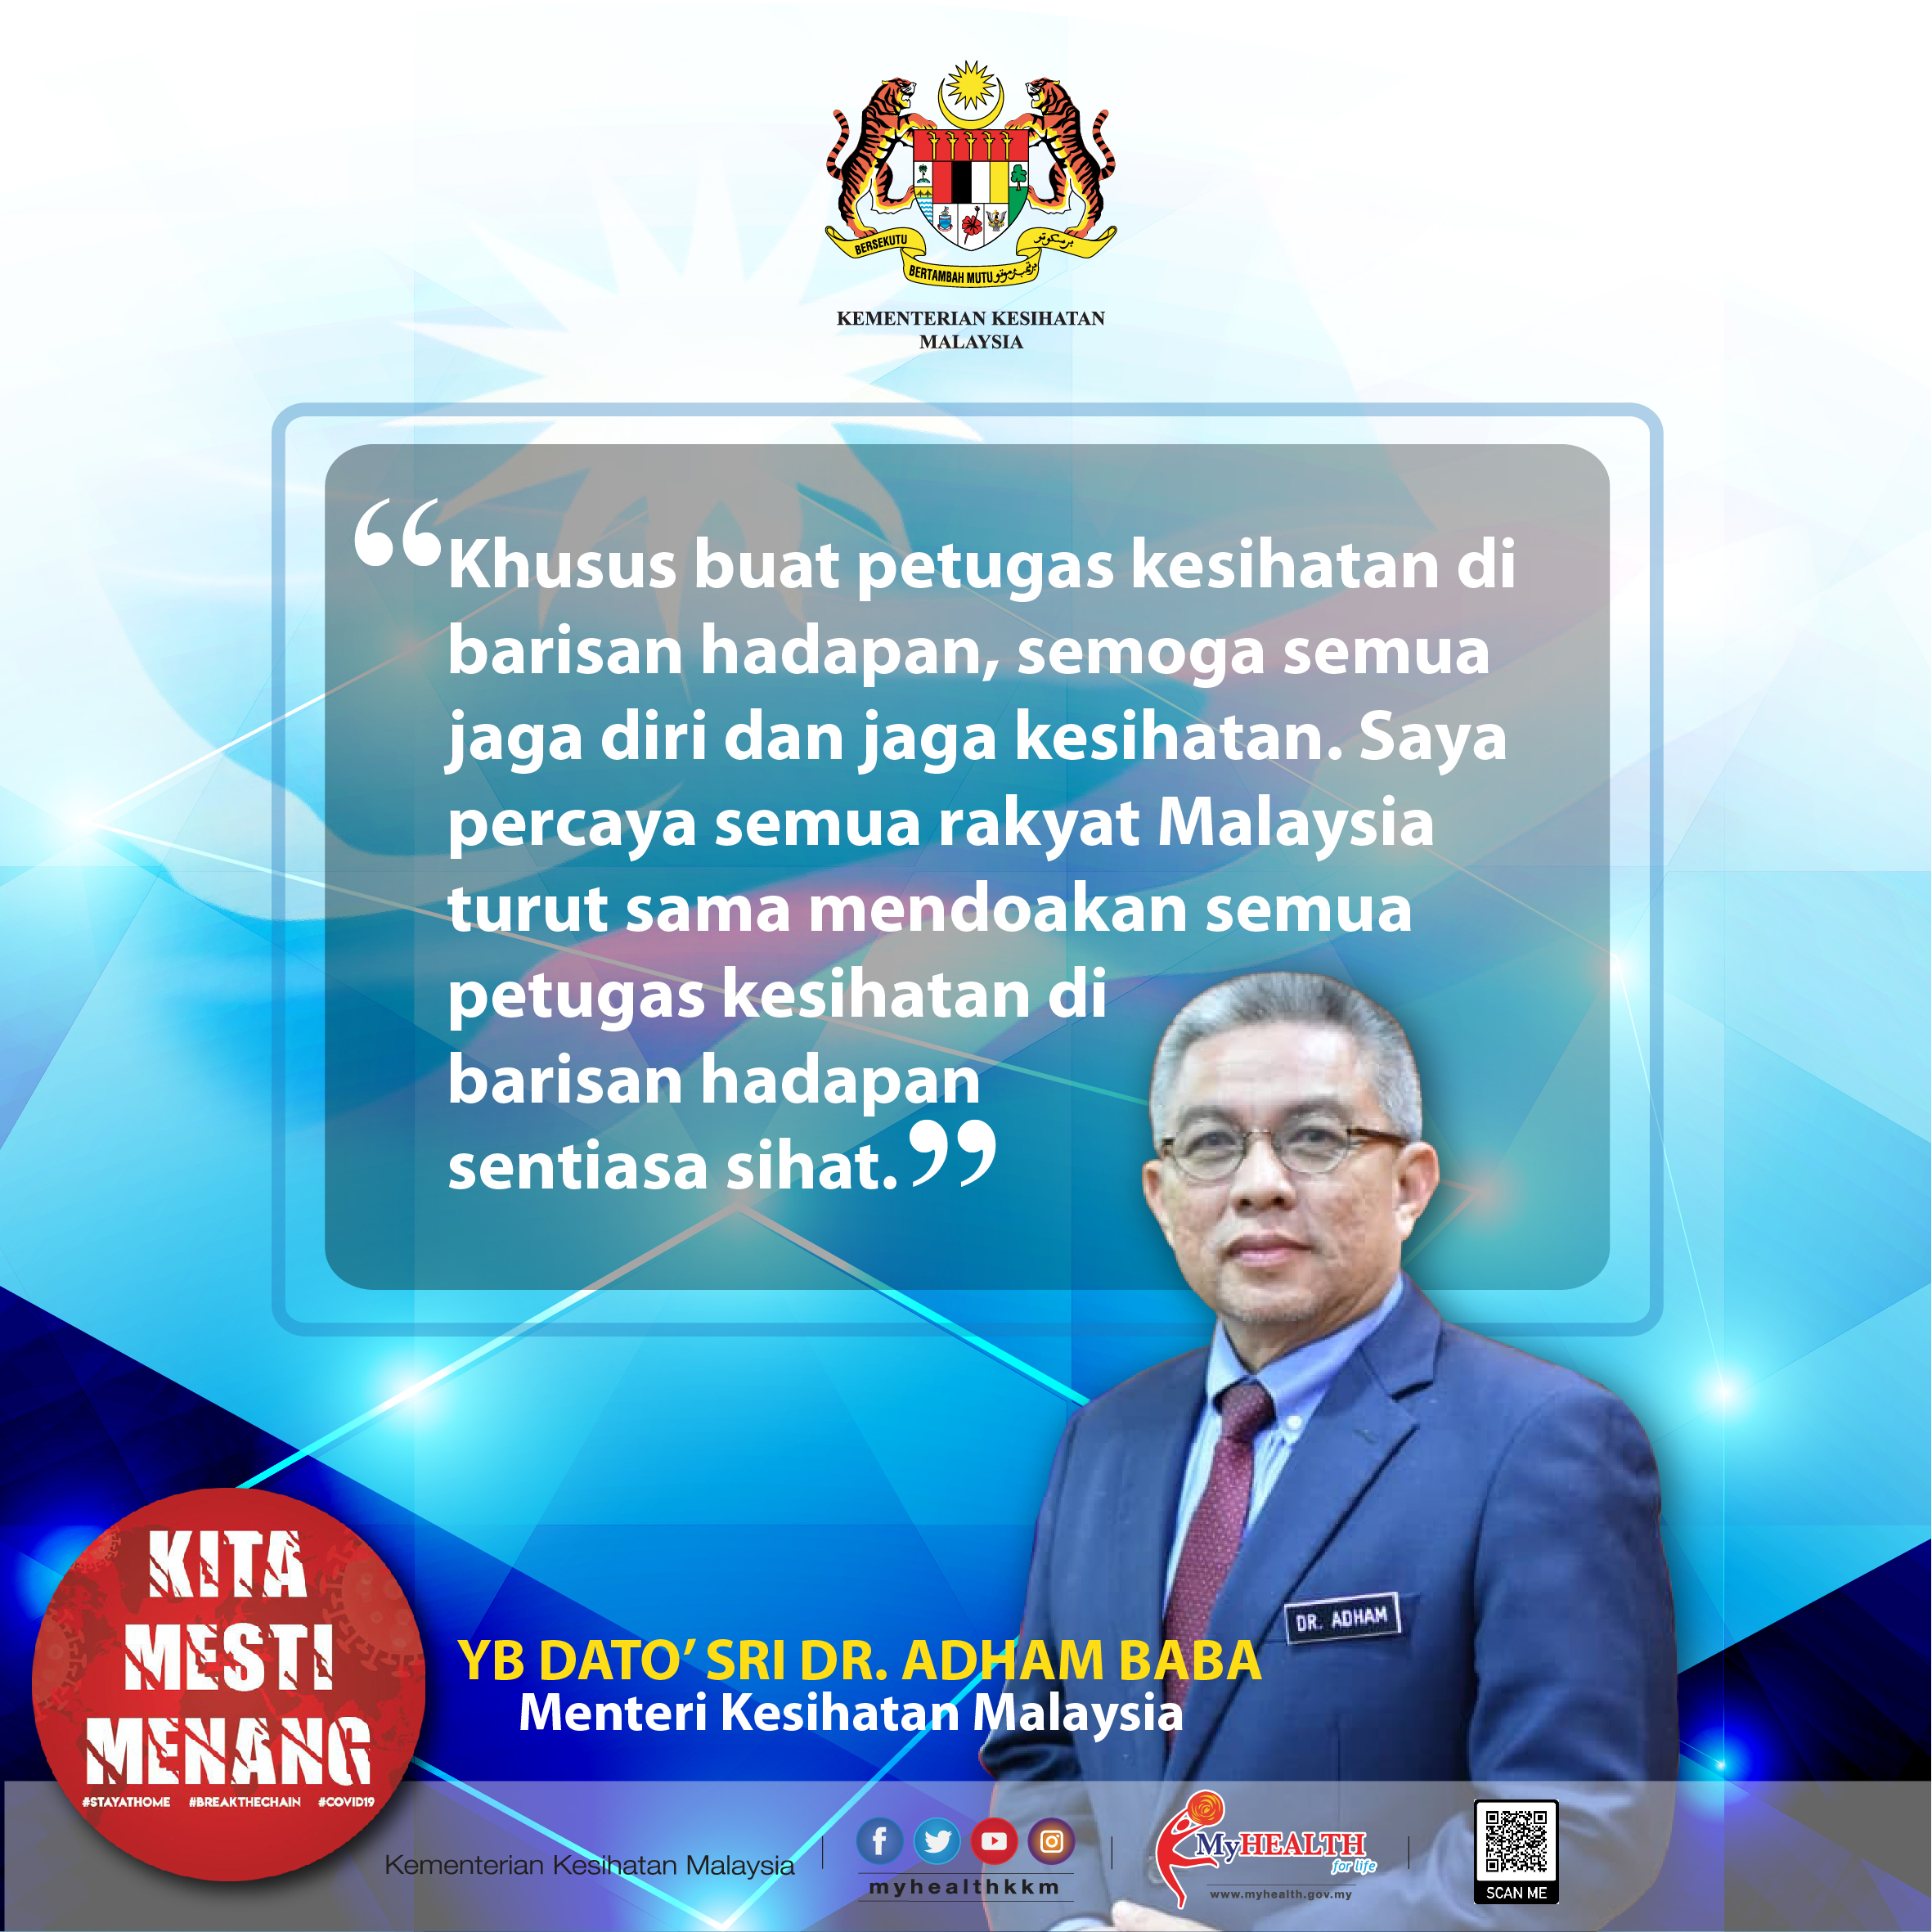 BERSEKUTU
برسكوتو
BERTAMBAH MUTU برتمبه موتو
KEMENTERIAN KESIHATAN
MALAYSIA
“Khusus buat petugas kesihatan di
barisan hadapan, semoga semua
jaga diri dan jaga kesihatan. Saya
percaya semua rakyat Malaysia
turut sama mendoakan semua
petugas kesihatan di
barisan hadapan
sentiasa sihat.”
DR. ADHAM
YB DATO’ SRI DR. ADHAM BABA
Menteri Kesihatan Malaysia
KITA
MESTI
MENANG
#STAYATHOME #BREAKTHECHAIN #COVID19
Kementerian Kesihatan Malaysia
myhealthkkm
MyHEALTH
for life
www.myhealth.gov.my
SCAN ME